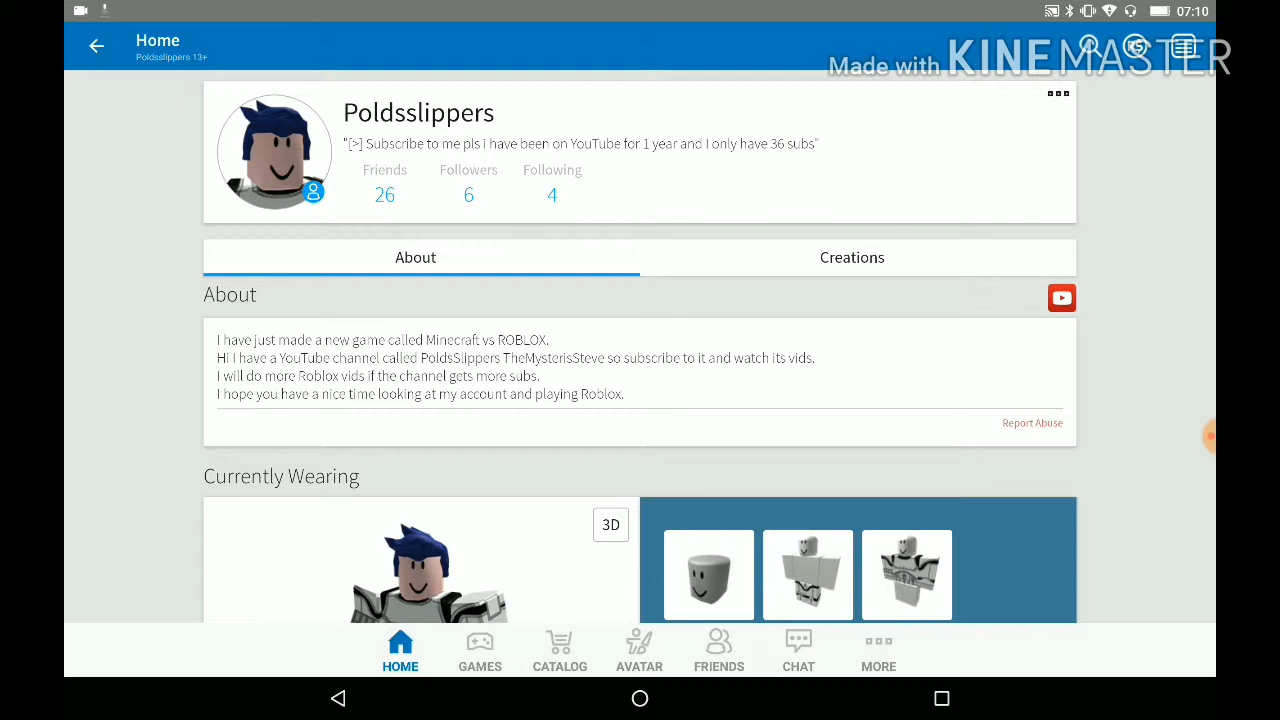 07:10
Home
Poldsslippers 13+
Made with KINEMASTER
Poldsslippers
"[>] Subscribe to me pls i have been on YouTube for 1 year and I only have 36 subs"
Friends Followers Following
26 6 4
About Creations
About
I have just made a new game called Minecraft vs ROBLOX.
Hi I have a YouTube channel called PoldsSlippers TheMysterisSteve so subscribe to it and watch its vids.
I will do more Roblox vids if the channel gets more subs.
I hope you have a nice time looking at my account and playing Roblox.
Report Abuse
Currently Wearing
3D
HOME GAMES CATALOG AVATAR FRIENDS CHAT MORE